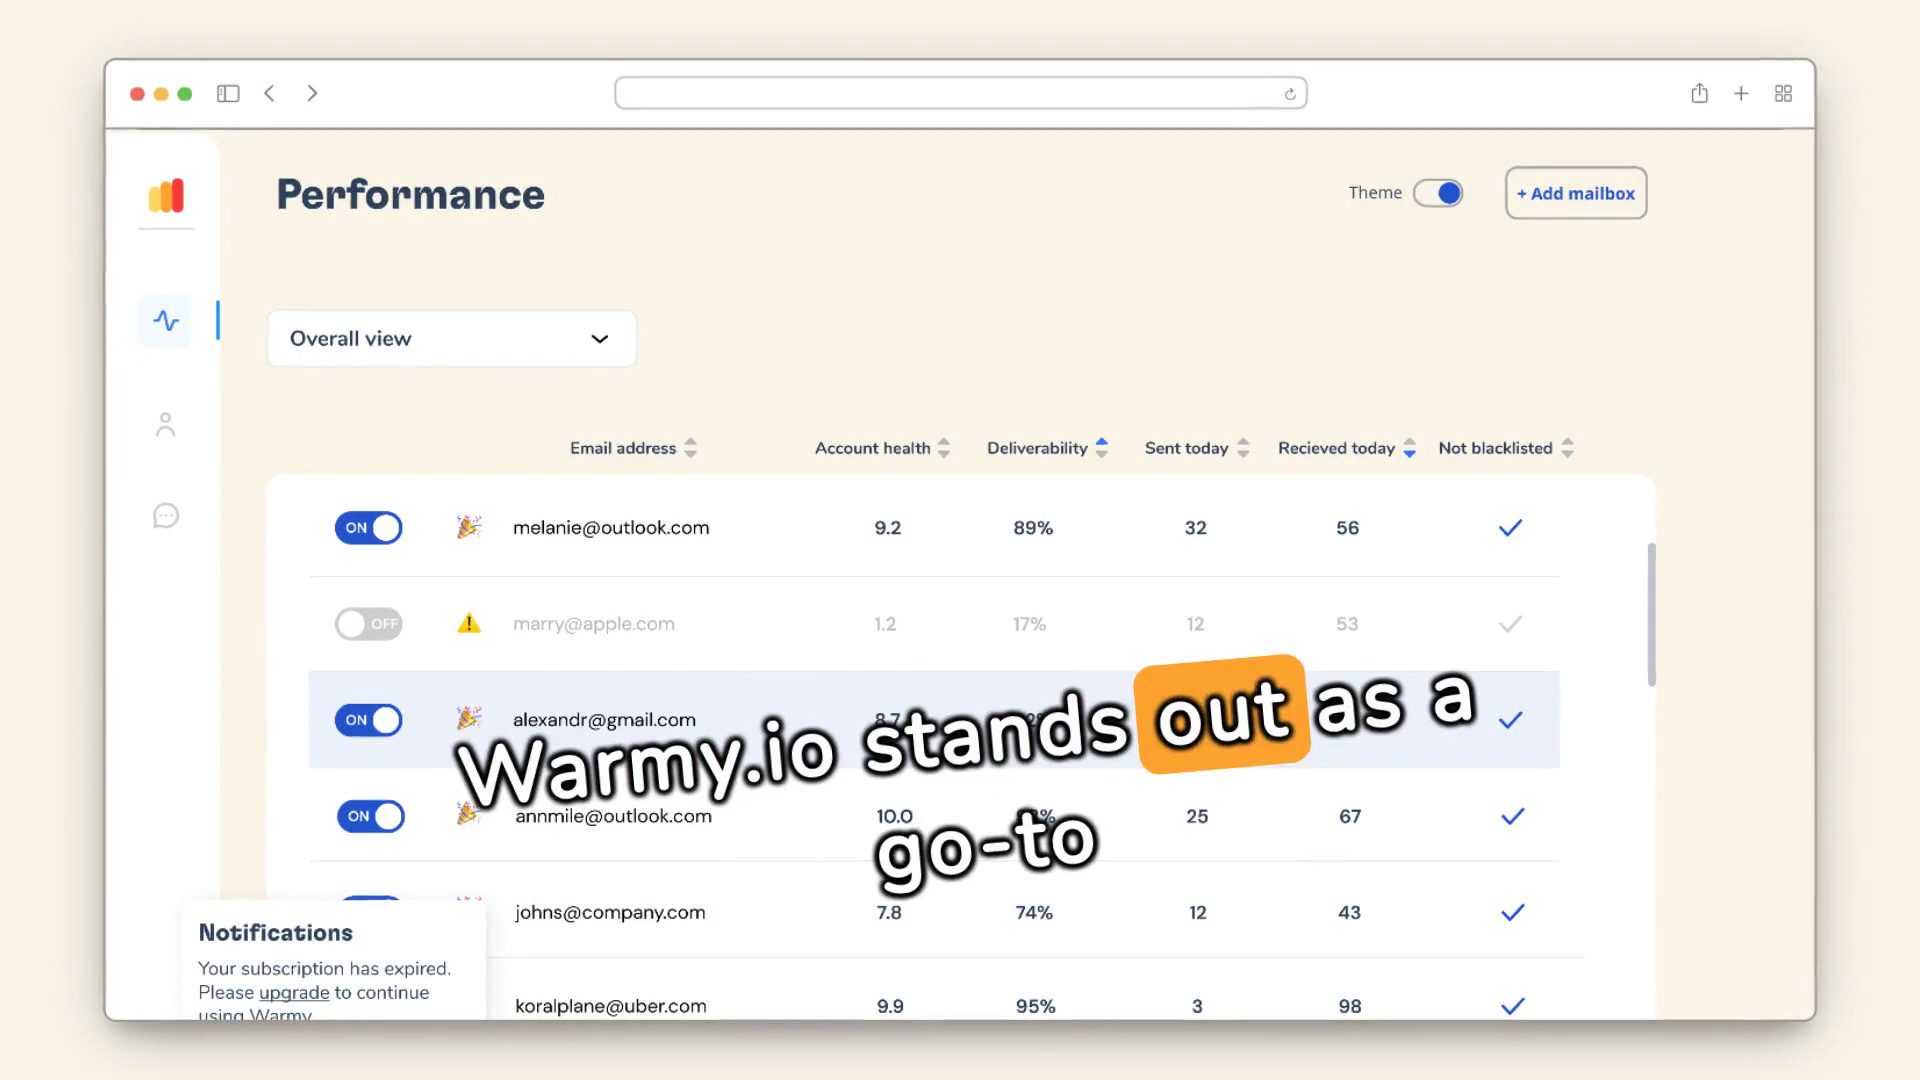 Performance
Theme
+ Add mailbox
Overall view
Email address Account health Deliverability Sent today Recieved today Not blacklisted
ON melanie@outlook.com 9.2 89% 32 56
OFF marry@apple.com 1.2 17% 12 53
ON alexandr@gmail.com
Warmy.io stands out as a
go-to
ON annmile@outlook.com 10.0 25 67
johns@company.com 7.8 74% 12 43
koralplane@uber.com 9.9 95% 3 98
Notifications
Your subscription has expired.
Please upgrade to continue
using Warmy